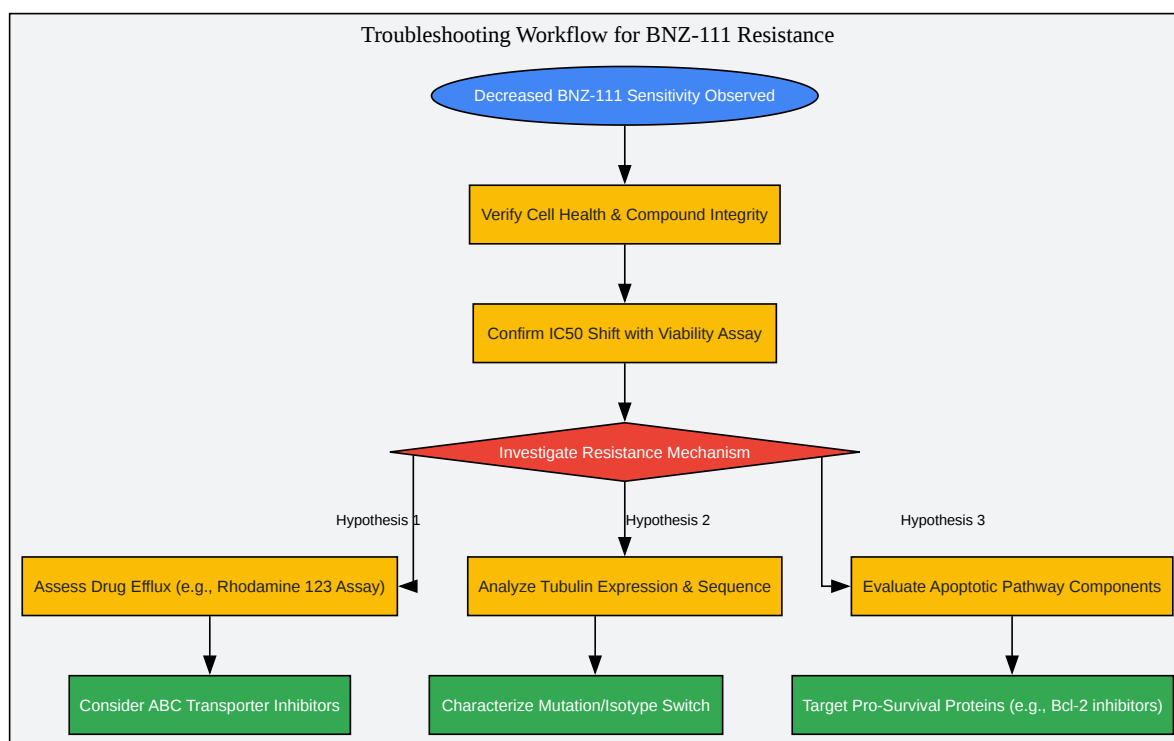 Troubleshooting Workflow for BNZ-111 Resistance
Decreased BNZ-111 Sensitivity Observed
Verify Cell Health & Compound Integrity
Confirm IC50 Shift with Viability Assay
Investigate Resistance Mechanism
Hypothesis 1
Hypothesis 2
Hypothesis 3
Assess Drug Efflux (e.g., Rhodamine 123 Assay)
Analyze Tubulin Expression & Sequence
Evaluate Apoptotic Pathway Components
Consider ABC Transporter Inhibitors
Characterize Mutation/Isotype Switch
Target Pro-Survival Proteins (e.g., Bcl-2 inhibitors)